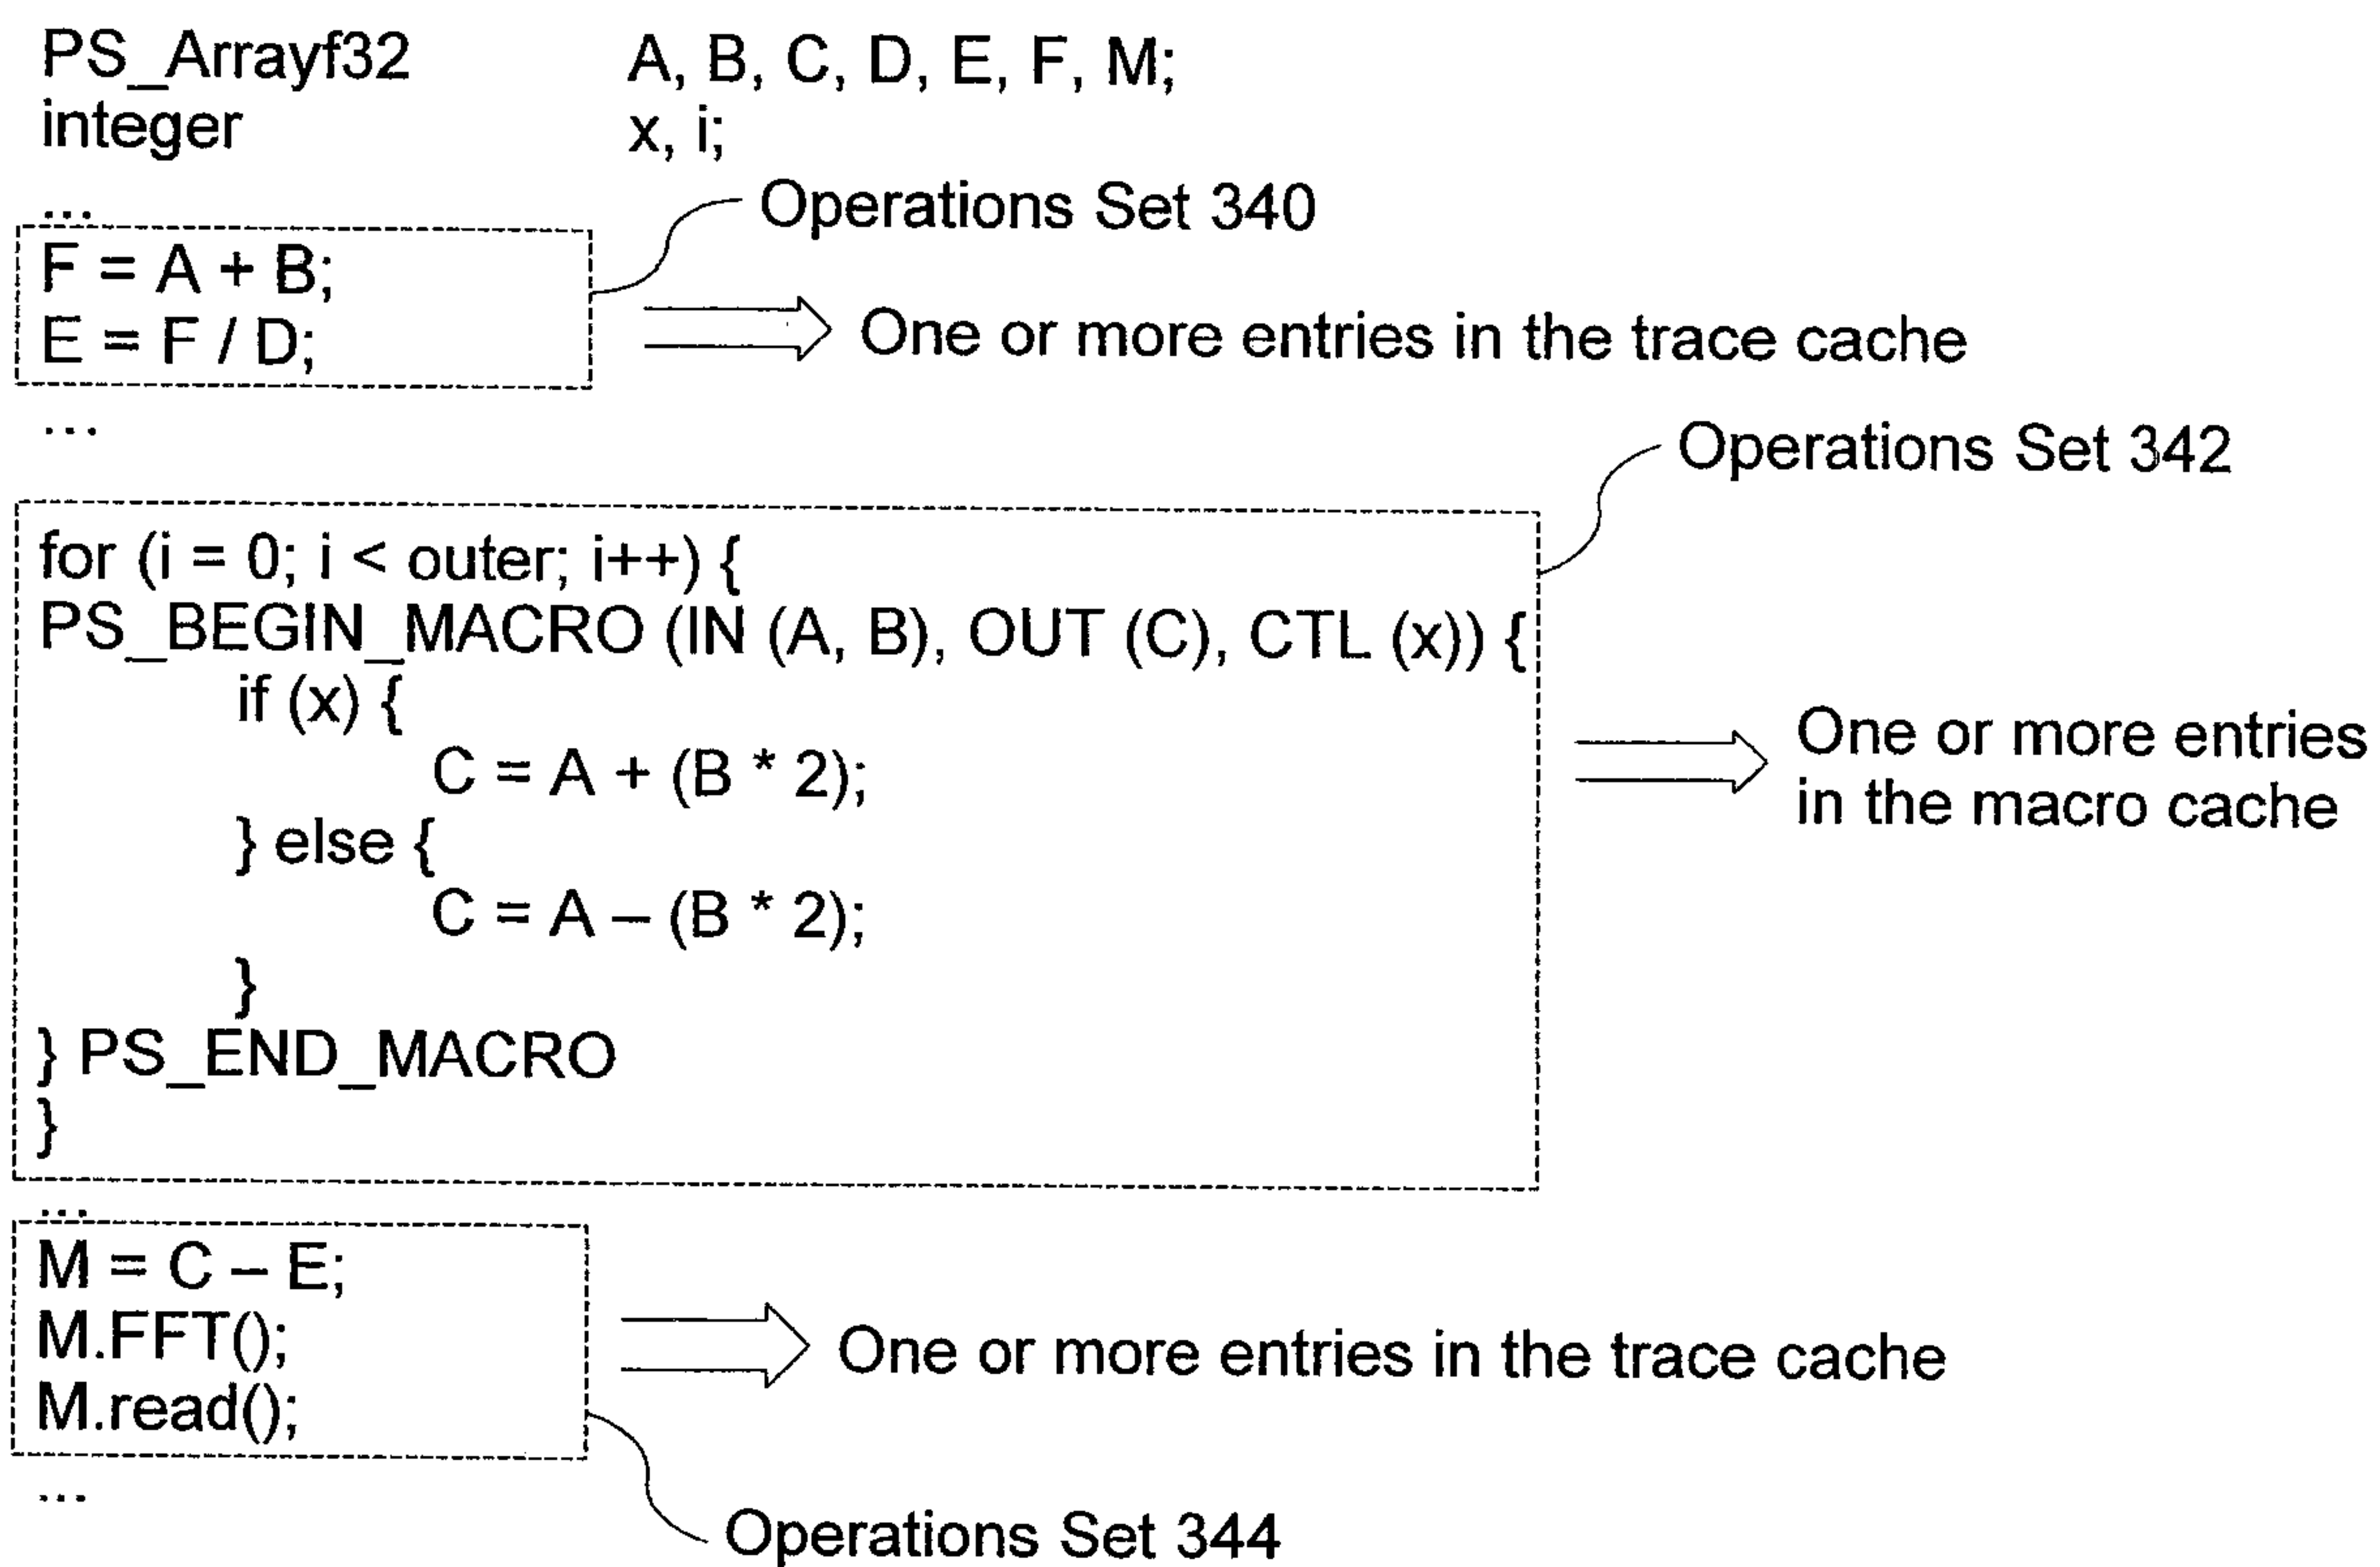 PS_Arrayf32 A, B, C, D, E, F, M;
integer x, i;
...
Operations Set 340
F = A + B;
E = F / D;
One or more entries in the trace cache
...
Operations Set 342
for (i = 0; i < outer; i++) {
PS_BEGIN_MACRO (IN (A, B), OUT (C), CTL (x)) {
if (x) {
C = A + (B * 2);
} else {
C = A – (B * 2);
}
} PS_END_MACRO
}
One or more entries
in the macro cache
...
M = C – E;
M.FFT();
M.read();
One or more entries in the trace cache
...
Operations Set 344